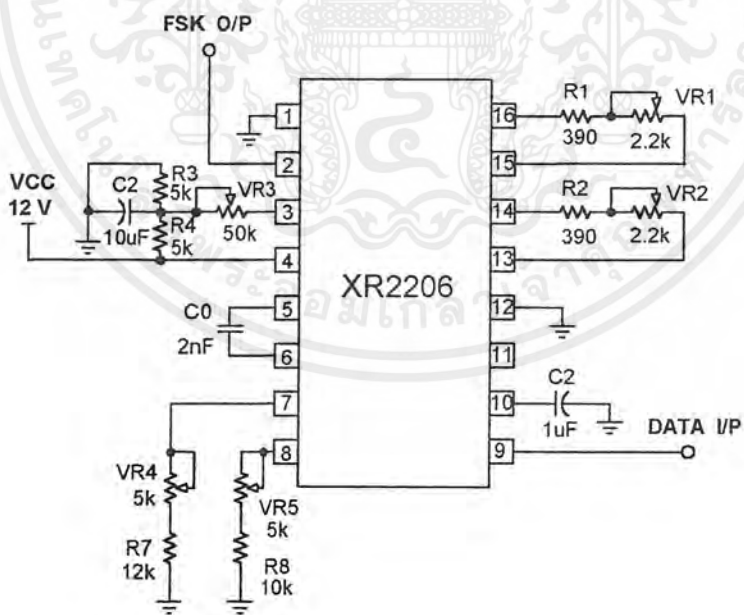 FSK O/P
VCC
12 V
C2
10uF
R3
5k
R4
5k
VR3
50k
C0
2nF
VR4
5k
R7
12k
VR5
5k
R8
10k
1
2
3
4
5
6
7
8
XR2206
16
15
14
13
12
11
10
9
R1
390
VR1
2.2k
R2
390
VR2
2.2k
C2
1uF
DATA I/P